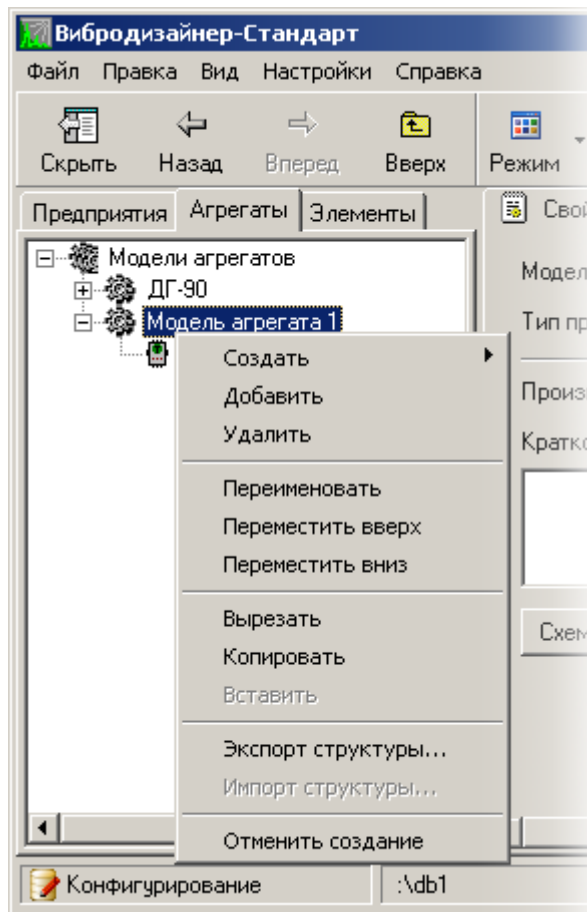 Вибродизайнер-Стандарт
Файл Правка Вид Настройки Справка
Скрыть Назад Вперед Вверх Режим
Предприятия Агрегаты Элементы
Модели агрегатов
ДГ-90
Модель агрегата 1
Тип
Создать
Добавить
Удалить
Переименовать
Переместить вверх
Переместить вниз
Вырезать
Копировать
Вставить
Экспорт структуры...
Импорт структуры...
Отменить создание
Конфигурирование :\db1